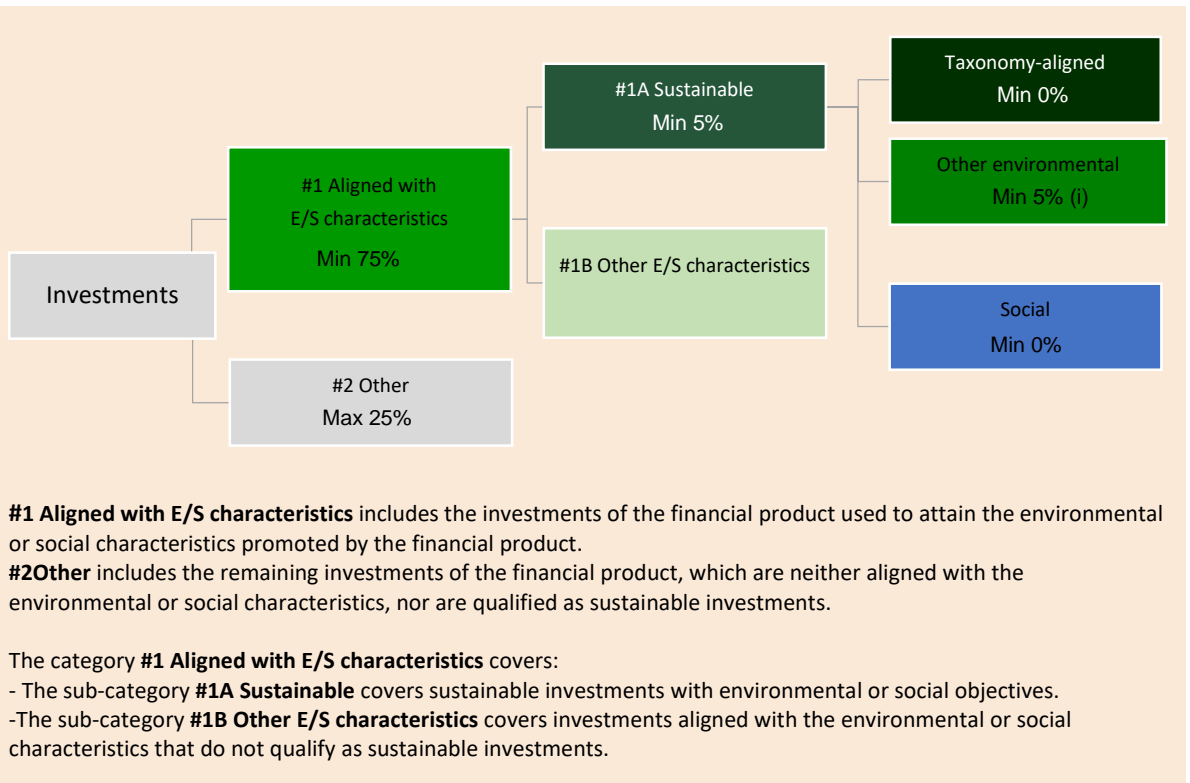 Investments
#1 Aligned with
E/S characteristics
Min 75%
#2 Other
Max 25%
#1A Sustainable
Min 5%
#1B Other E/S characteristics
Taxonomy-aligned
Min 0%
Other environmental
Min 5% (i)
Social
Min 0%
#1 Aligned with E/S characteristics includes the investments of the financial product used to attain the environmental
or social characteristics promoted by the financial product.
#2Other includes the remaining investments of the financial product, which are neither aligned with the
environmental or social characteristics, nor are qualified as sustainable investments.
The category #1 Aligned with E/S characteristics covers:
- The sub-category #1A Sustainable covers sustainable investments with environmental or social objectives.
-The sub-category #1B Other E/S characteristics covers investments aligned with the environmental or social
characteristics that do not qualify as sustainable investments.